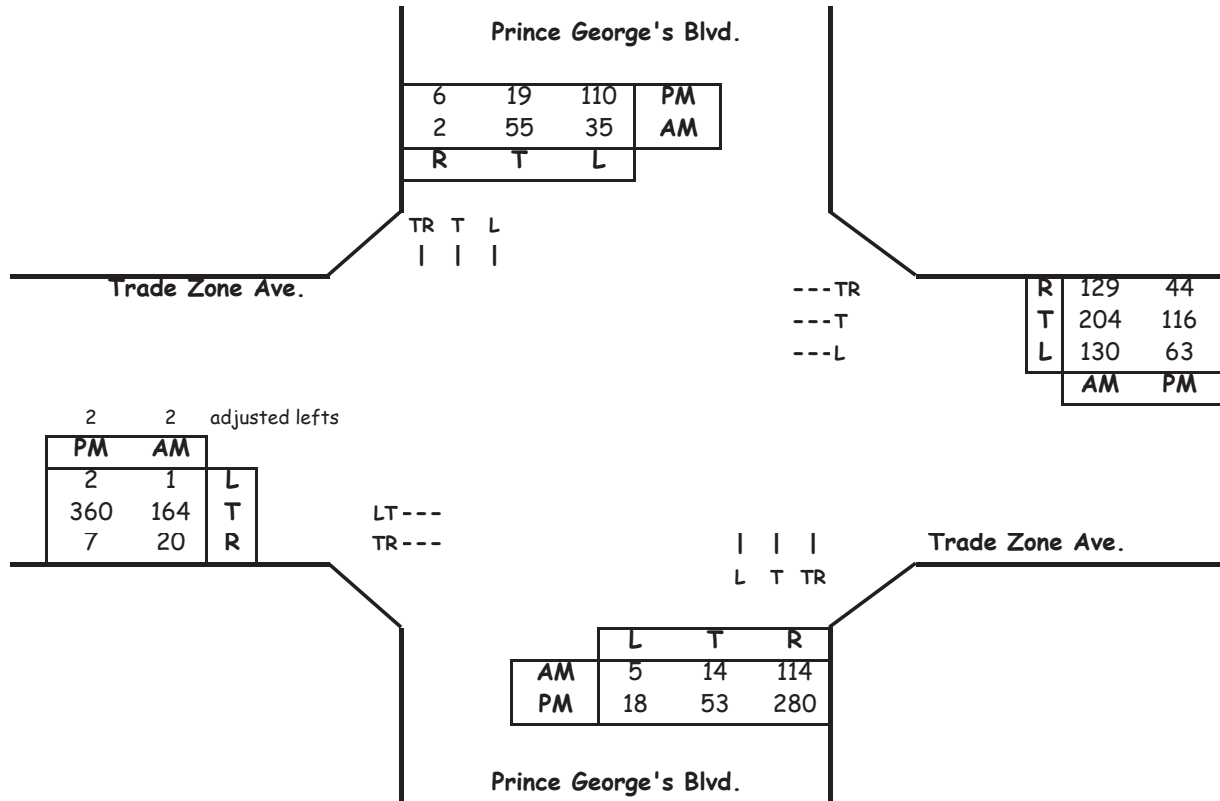 Prince George's Blvd.
6 19 110 PM
2 55 35 AM
R T L
TR T L
| | |
Trade Zone Ave.
---TR
---T
---L
R 129 44
T 204 116
L 130 63
AM PM
2 2 adjusted lefts
PM AM
2 1 L
360 164 T
7 20 R
LT---
TR---
| | |
L T TR
Trade Zone Ave.
L T R
AM 5 14 114
PM 18 53 280
Prince George's Blvd.